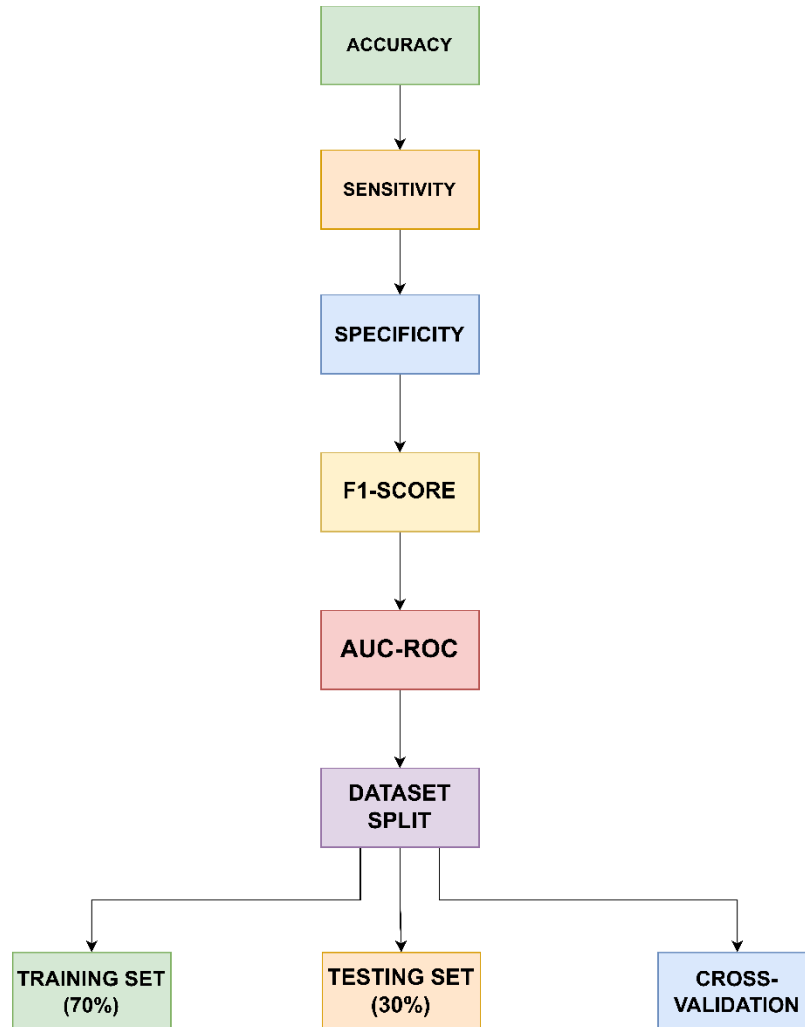 ACCURACY
SENSITIVITY
SPECIFICITY
F1-SCORE
AUC-ROC
DATASET
SPLIT
TRAINING SET
(70%)
TESTING SET
(30%)
CROSS-
VALIDATION